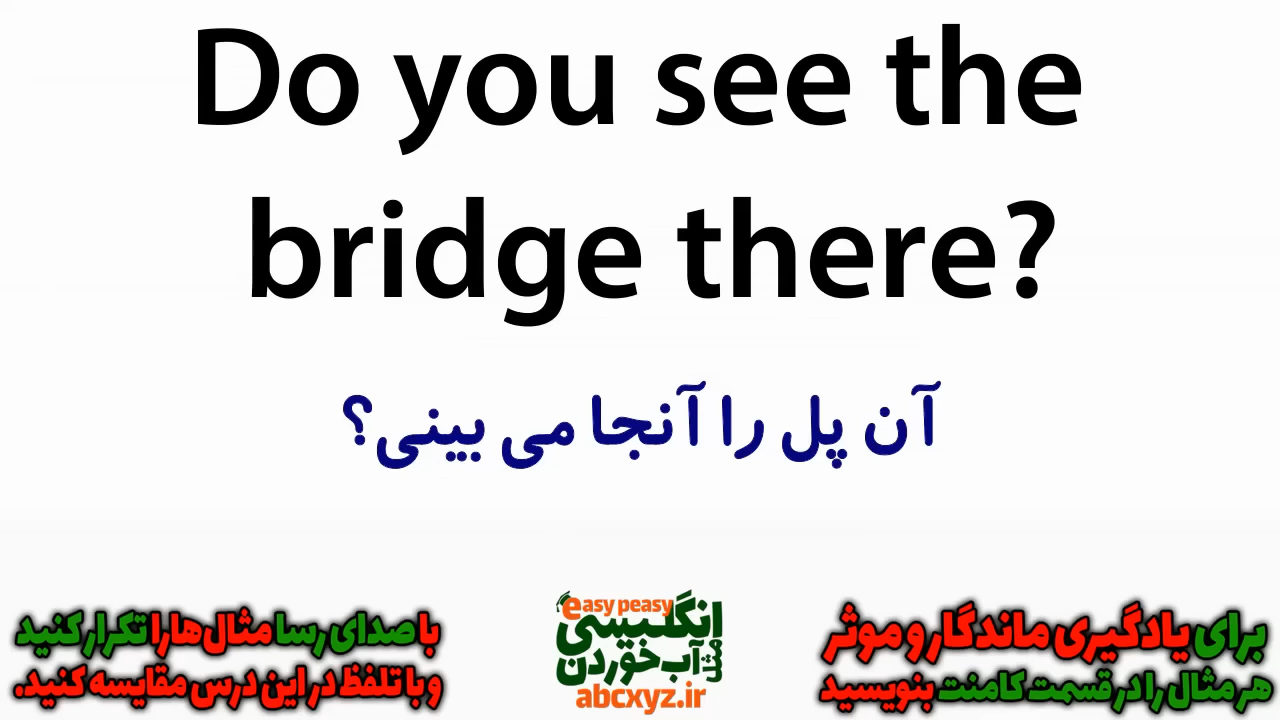 Do you see the
bridge there?
آن پل را آنجا می بینی؟
برای یادگیری ماندگار و موثر
هر مثال را در قسمت کامنت بنویسید
easy peasy
انگلیسی
مثل
آب خوردن
abcxyz.ir
با صدای رسا مثال‌ها را تکرار کنید
و با تلفظ در این درس مقایسه کنید.